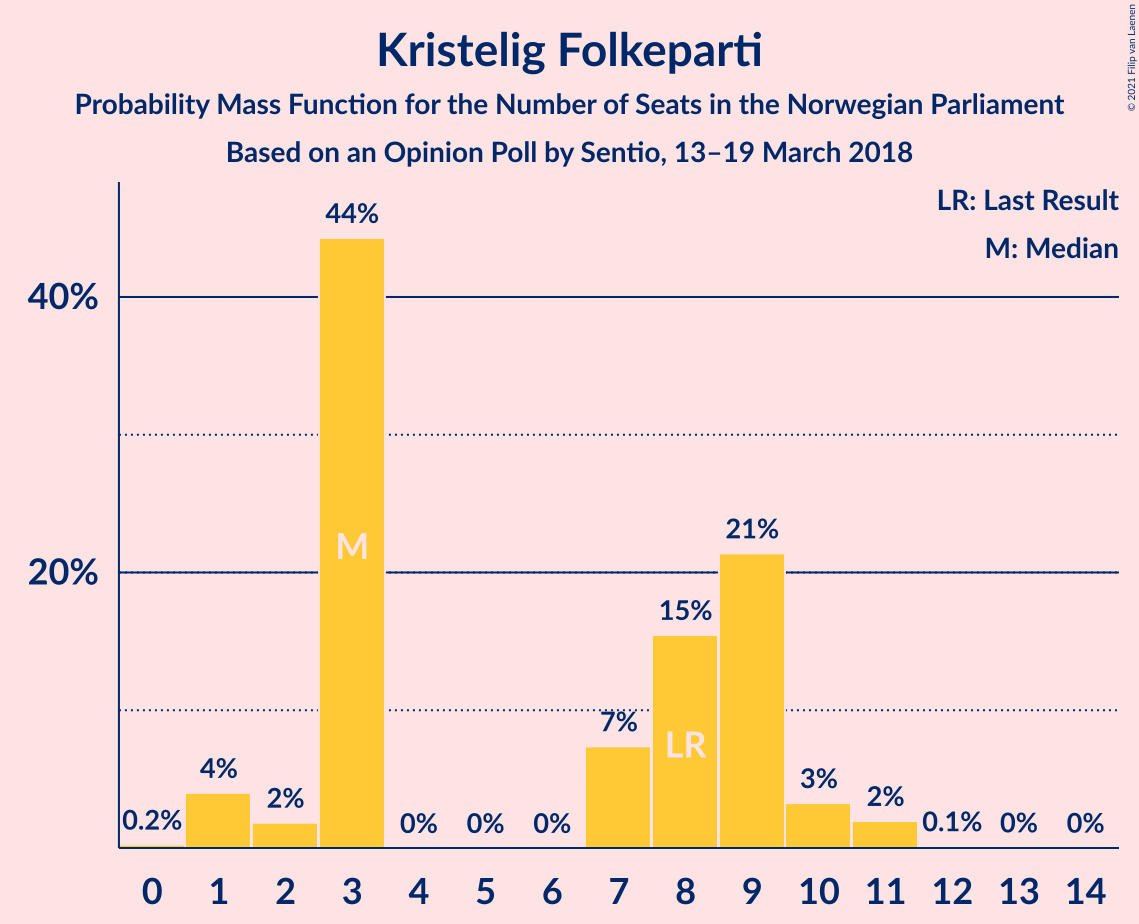 Kristelig Folkeparti
Probability Mass Function for the Number of Seats in the Norwegian Parliament
Based on an Opinion Poll by Sentio, 13–19 March 2018
© 2021 Filip van Laenen
LR: Last Result
M: Median
44%
40%
M
21%
20%
15%
7%
LR
4%
3%
2%
2%
0.2%
0%
0%
0%
0.1%
0%
0%
0 1 2 3 4 5 6 7 8 9 10 11 12 13 14